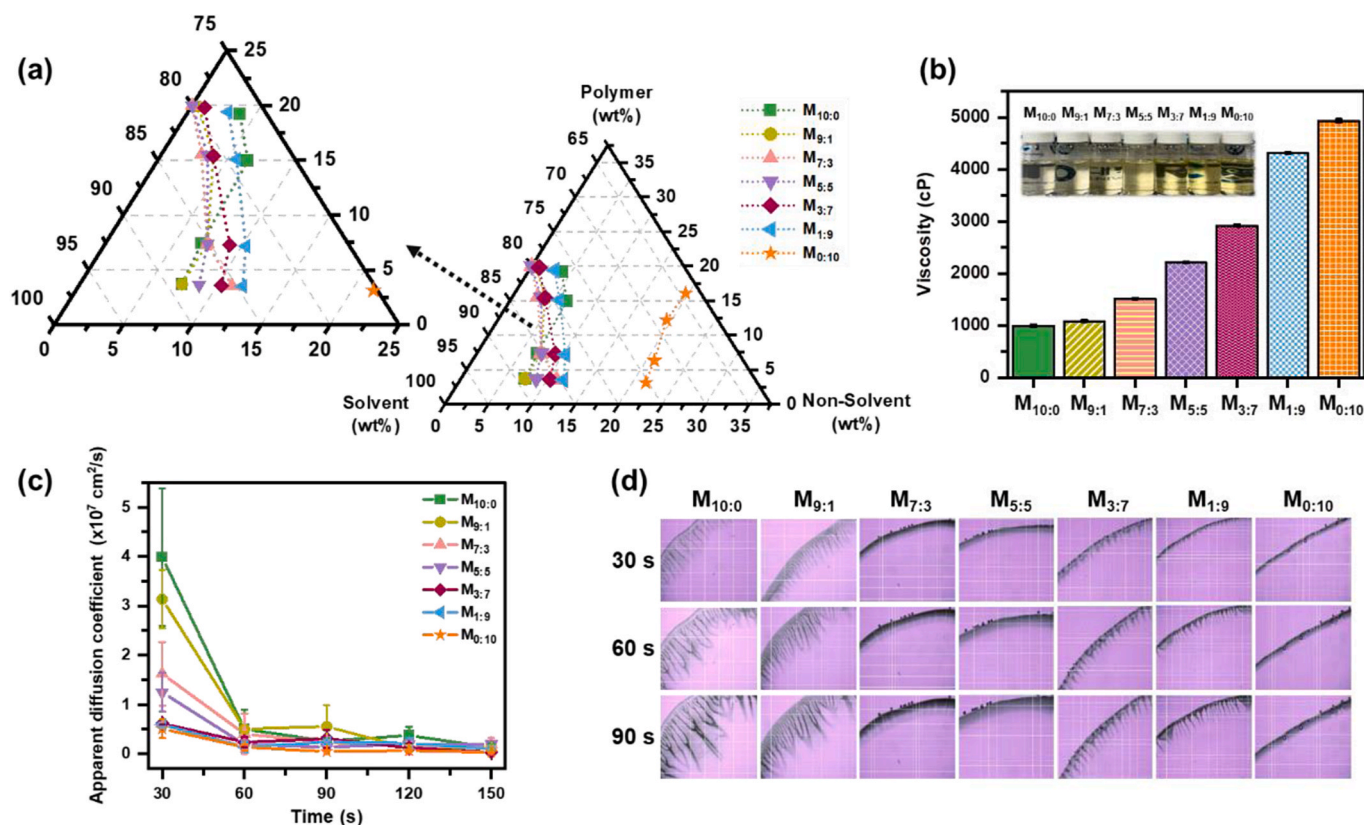 (a)
75
25
80
20
85
15
90
10
95
5
100
0
0
5
10
15
20
25
Polymer
(wt%)
65
35
70
30
75
25
80
20
85
15
90
10
95
5
100
0
Solvent
(wt%)
Non-Solvent
(wt%)
0
5
10
15
20
25
30
35
M10:0
M9:1
M7:3
M5:5
M3:7
M1:9
M0:10
(b)
Viscosity (cP)
5000
4000
3000
2000
1000
0
M10:0 M9:1 M7:3 M5:5 M3:7 M1:9 M0:10
M10:0 M9:1 M7:3 M5:5 M3:7 M1:9 M0:10
(c)
Apparent diffusion coefficient (x10⁷ cm²/s)
5
4
3
2
1
0
30 60 90 120 150
Time (s)
M10:0
M9:1
M7:3
M5:5
M3:7
M1:9
M0:10
(d)
M10:0 M9:1 M7:3 M5:5 M3:7 M1:9 M0:10
30 s
60 s
90 s